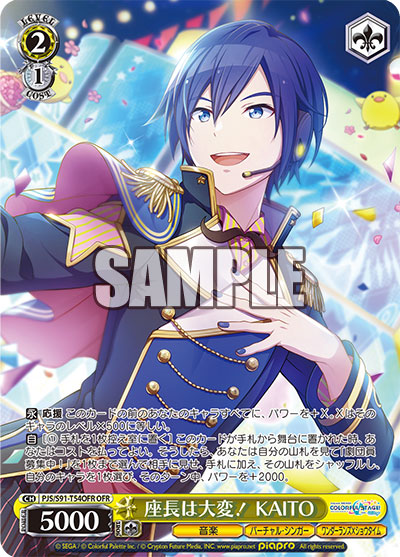 LEVEL
2
1
COST
SAMPLE
永 応援 このカードの前のあなたのキャラすべてに、パワーを＋X。Xはそのキャラのレベル×500に等しい。
自 ［① 手札を1枚控え室に置く］ このカードが手札から舞台に置かれた時、あなたはコストを払ってよい。そうしたら、あなたは自分の山札を見て「劇団員募集中！」を1枚まで選んで相手に見せ、手札に加え、その山札をシャッフルし、自分のキャラを1枚選び、そのターン中、パワーを＋2000。
CH PJS/S91-T54OFR OFR
POWER
5000
SOUL
座長は大変！ KAITO
音楽
バーチャル・シンガー
ワンダーランズ×ショウタイム
COLORFUL STAGE!
© SEGA / © Colorful Palette Inc. / © Crypton Future Media, INC. www.piapro.net piapro All rights reserved.